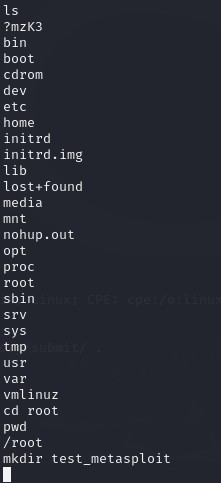 ls
?mzK3
bin
boot
cdrom
dev
etc
home
initrd
initrd.img
lib
lost+found
media
mnt
nohup.out
opt
proc
root
sbin
srv
sys
tmp
usr
var
vmlinuz
cd root
pwd
/root
mkdir test_metasploit